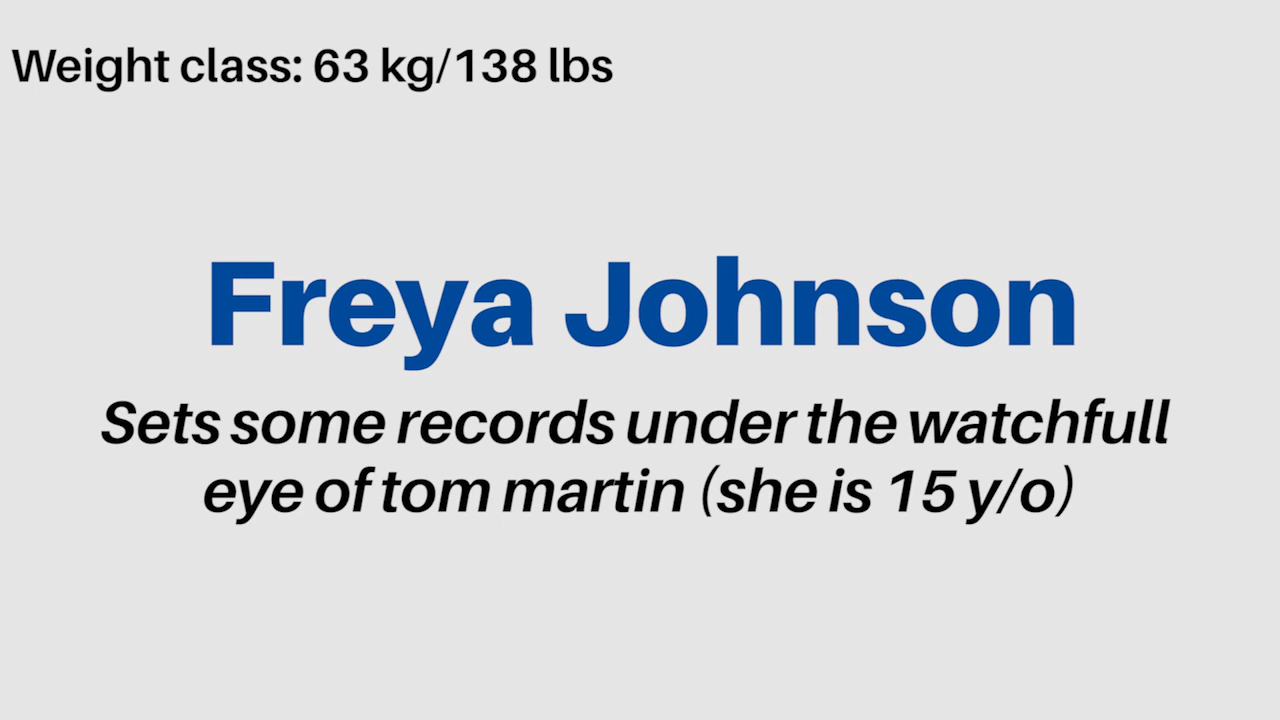 Weight class: 63 kg/138 lbs
Freya Johnson
Sets some records under the watchfull
eye of tom martin (she is 15 y/o)